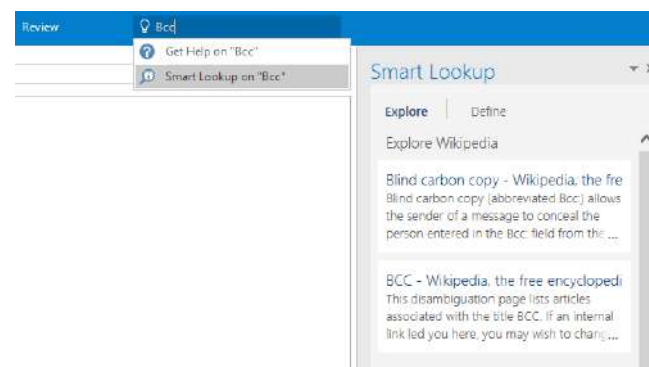 Review
Bcc
Get Help on "Bcc"
Smart Lookup on "Bcc"
Smart Lookup
Explore
Define
Explore Wikipedia
Blind carbon copy - Wikipedia, the fre
Blind carbon copy (abbreviated Bcc:) allows
the sender of a message to conceal the
person entered in the Bcc: field from the ...
BCC - Wikipedia, the free encyclopedi
This disambiguation page lists articles
associated with the title BCC. If an internal
link led you here, you may wish to chang...